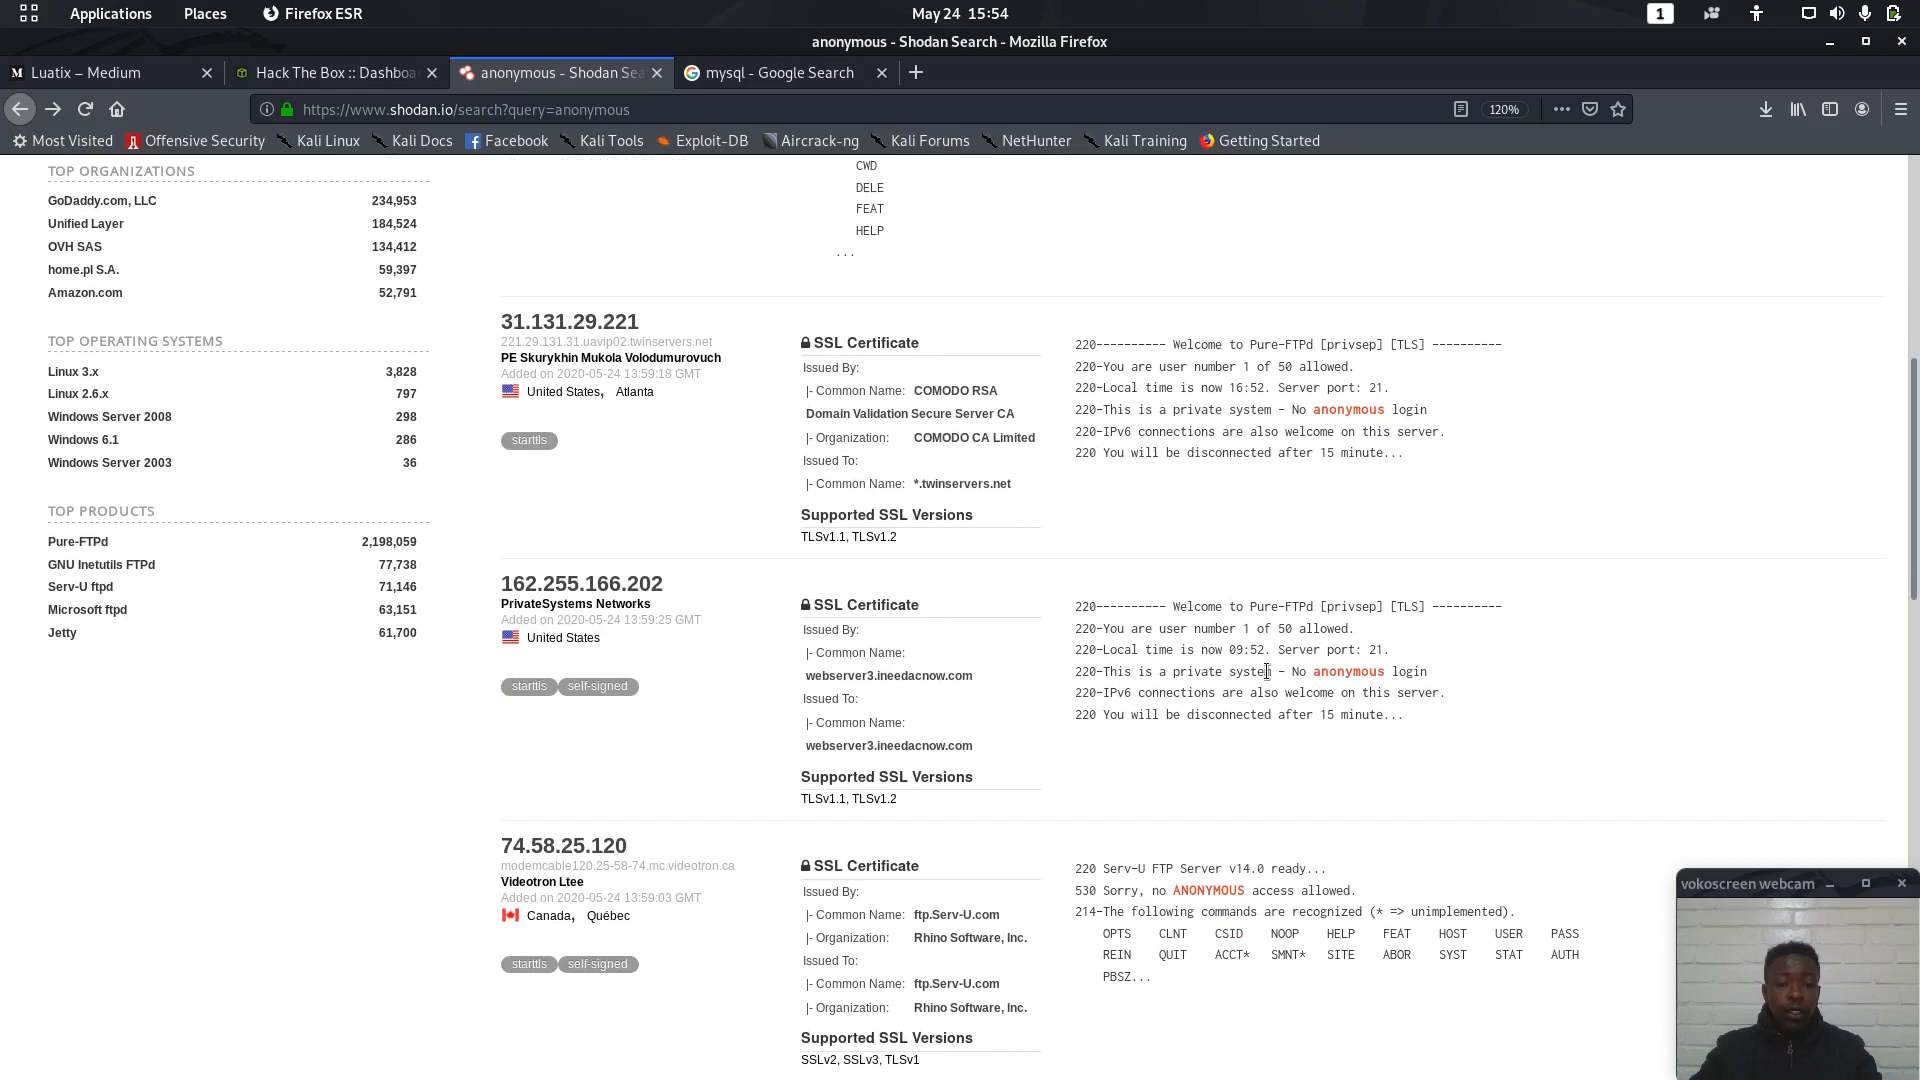 Applications Places Firefox ESR May 24 15:54 1
anonymous - Shodan Search - Mozilla Firefox
Luatix – Medium Hack The Box :: Dashboa anonymous - Shodan Sea mysql - Google Search
https://www.shodan.io/search?query=anonymous 120%
Most Visited Offensive Security Kali Linux Kali Docs Facebook Kali Tools Exploit-DB Aircrack-ng Kali Forums NetHunter Kali Training Getting Started
TOP ORGANIZATIONS
GoDaddy.com, LLC 234,953
Unified Layer 184,524
OVH SAS 134,412
home.pl S.A. 59,397
Amazon.com 52,791
TOP OPERATING SYSTEMS
Linux 3.x 3,828
Linux 2.6.x 797
Windows Server 2008 298
Windows 6.1 286
Windows Server 2003 36
TOP PRODUCTS
Pure-FTPd 2,198,059
GNU Inetutils FTPd 77,738
Serv-U ftpd 71,146
Microsoft ftpd 63,151
Jetty 61,700
CWD
DELE
FEAT
HELP
...
31.131.29.221
221.29.131.31.uavip02.twinservers.net
PE Skurykhin Mukola Volodumurovuch
Added on 2020-05-24 13:59:18 GMT
United States, Atlanta
starttls
SSL Certificate
Issued By:
|- Common Name: COMODO RSA
Domain Validation Secure Server CA
|- Organization: COMODO CA Limited
Issued To:
|- Common Name: *.twinservers.net
Supported SSL Versions
TLSv1.1, TLSv1.2
220---------- Welcome to Pure-FTPd [privsep] [TLS] ----------
220-You are user number 1 of 50 allowed.
220-Local time is now 16:52. Server port: 21.
220-This is a private system - No anonymous login
220-IPv6 connections are also welcome on this server.
220 You will be disconnected after 15 minute...
162.255.166.202
PrivateSystems Networks
Added on 2020-05-24 13:59:25 GMT
United States
starttls self-signed
SSL Certificate
Issued By:
|- Common Name:
webserver3.ineedacnow.com
Issued To:
|- Common Name:
webserver3.ineedacnow.com
Supported SSL Versions
TLSv1.1, TLSv1.2
220---------- Welcome to Pure-FTPd [privsep] [TLS] ----------
220-You are user number 1 of 50 allowed.
220-Local time is now 09:52. Server port: 21.
220-This is a private system - No anonymous login
220-IPv6 connections are also welcome on this server.
220 You will be disconnected after 15 minute...
74.58.25.120
modemcable120.25-58-74.mc.videotron.ca
Videotron Ltee
Added on 2020-05-24 13:59:03 GMT
Canada, Québec
starttls self-signed
SSL Certificate
Issued By:
|- Common Name: ftp.Serv-U.com
|- Organization: Rhino Software, Inc.
Issued To:
|- Common Name: ftp.Serv-U.com
|- Organization: Rhino Software, Inc.
Supported SSL Versions
SSLv2, SSLv3, TLSv1
220 Serv-U FTP Server v14.0 ready...
530 Sorry, no ANONYMOUS access allowed.
214-The following commands are recognized (* => unimplemented).
OPTS CLNT CSID NOOP HELP FEAT HOST USER PASS
REIN QUIT ACCT* SMNT* SITE ABOR SYST STAT AUTH
PBSZ...
vokoscreen webcam